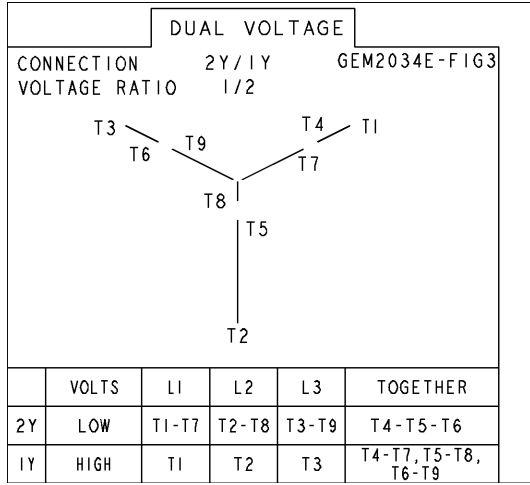 DUAL VOLTAGE
CONNECTION 2Y/1Y GEM2034E-FIG3
VOLTAGE RATIO 1/2
T3 T4 T1
T6 T9 T7
T8
T5
T2
VOLTS L1 L2 L3 TOGETHER
2Y LOW T1-T7 T2-T8 T3-T9 T4-T5-T6
1Y HIGH T1 T2 T3 T4-T7,T5-T8,
T6-T9